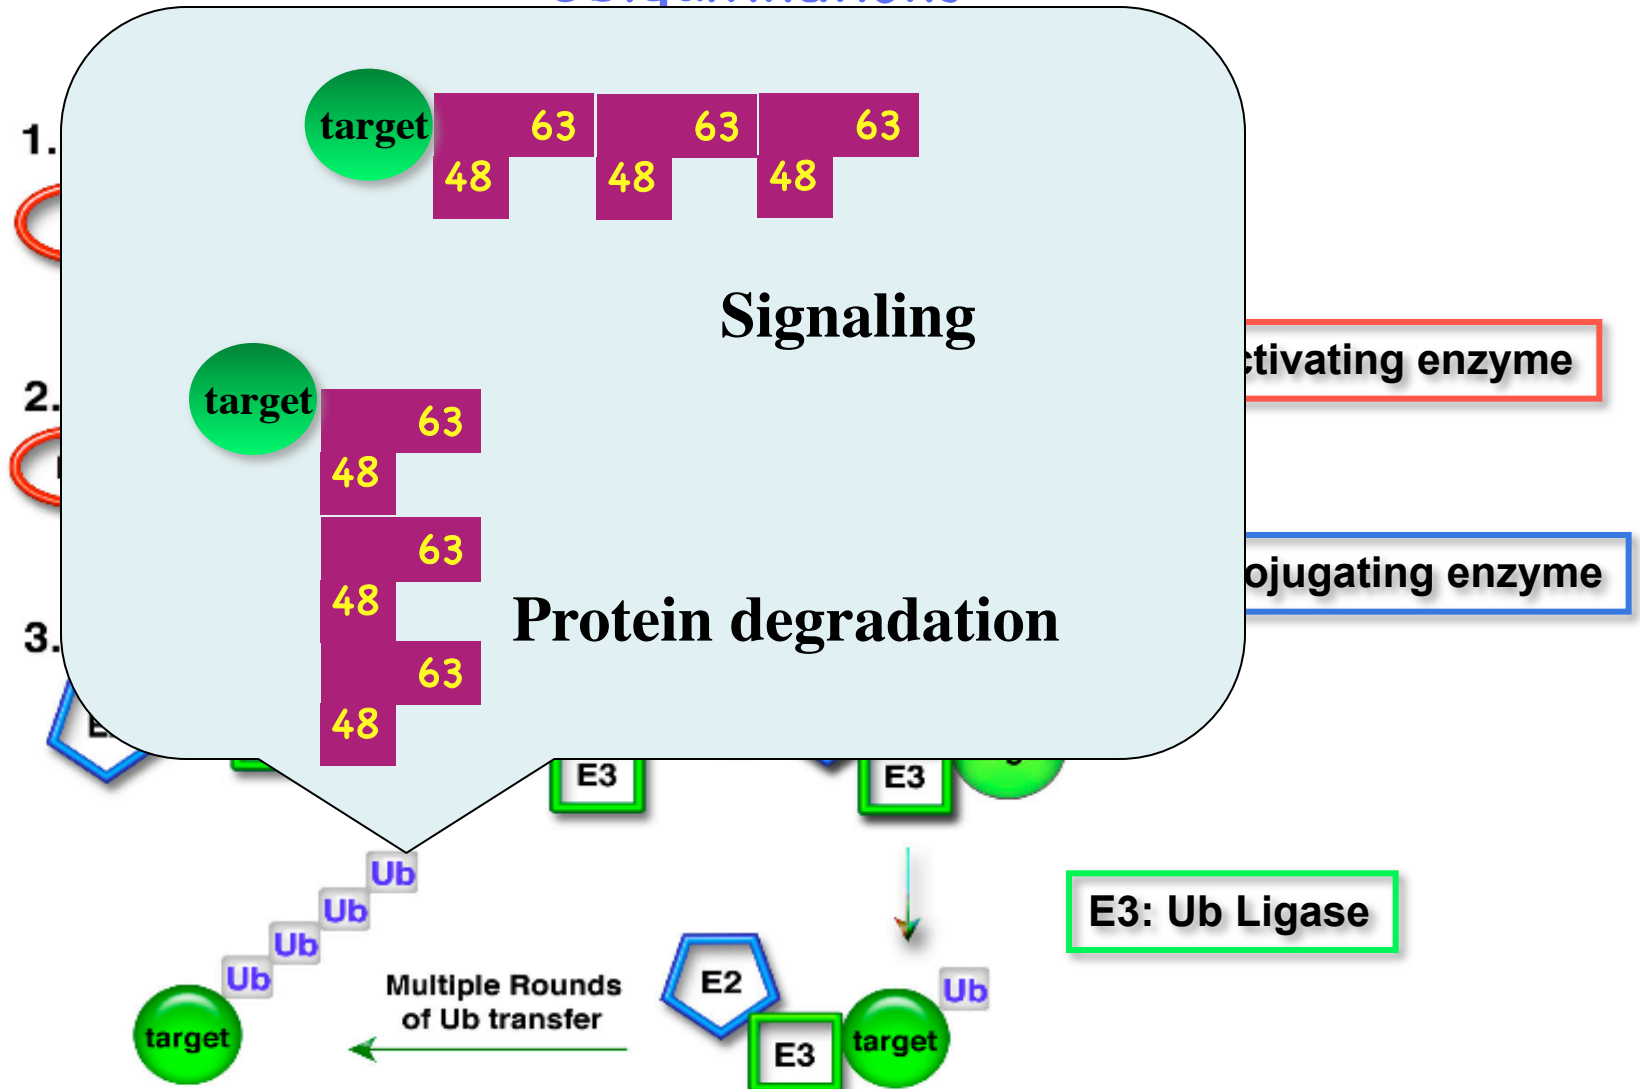 target 63 63 63
1.
48 48 48
Signaling
ctivating enzyme
2.
target
63
48
63
ojugating enzyme
48
Protein degradation
3.
63
48
E3
E3
Ub
Ub
E3: Ub Ligase
Ub
Ub
Multiple Rounds
of Ub transfer
E2
Ub
target
target
E3